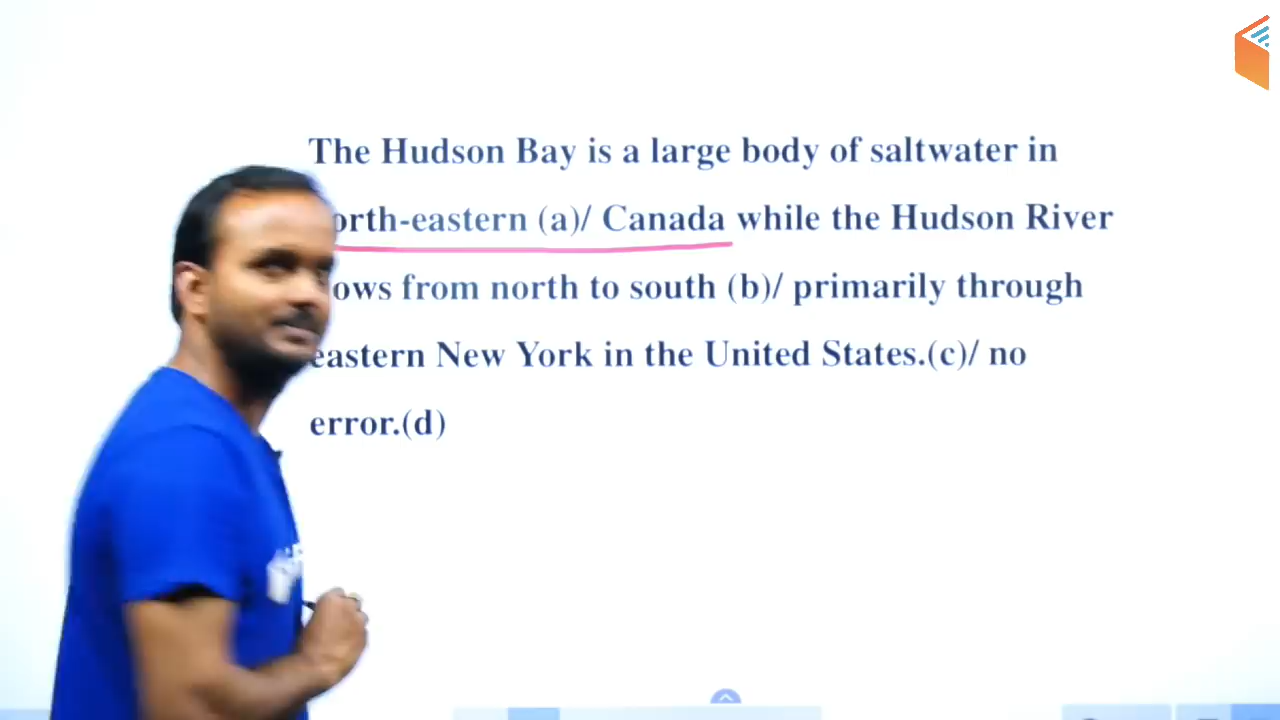 The Hudson Bay is a large body of saltwater in
orth-eastern (a)/ Canada while the Hudson River
ows from north to south (b)/ primarily through
eastern New York in the United States.(c)/ no
error.(d)